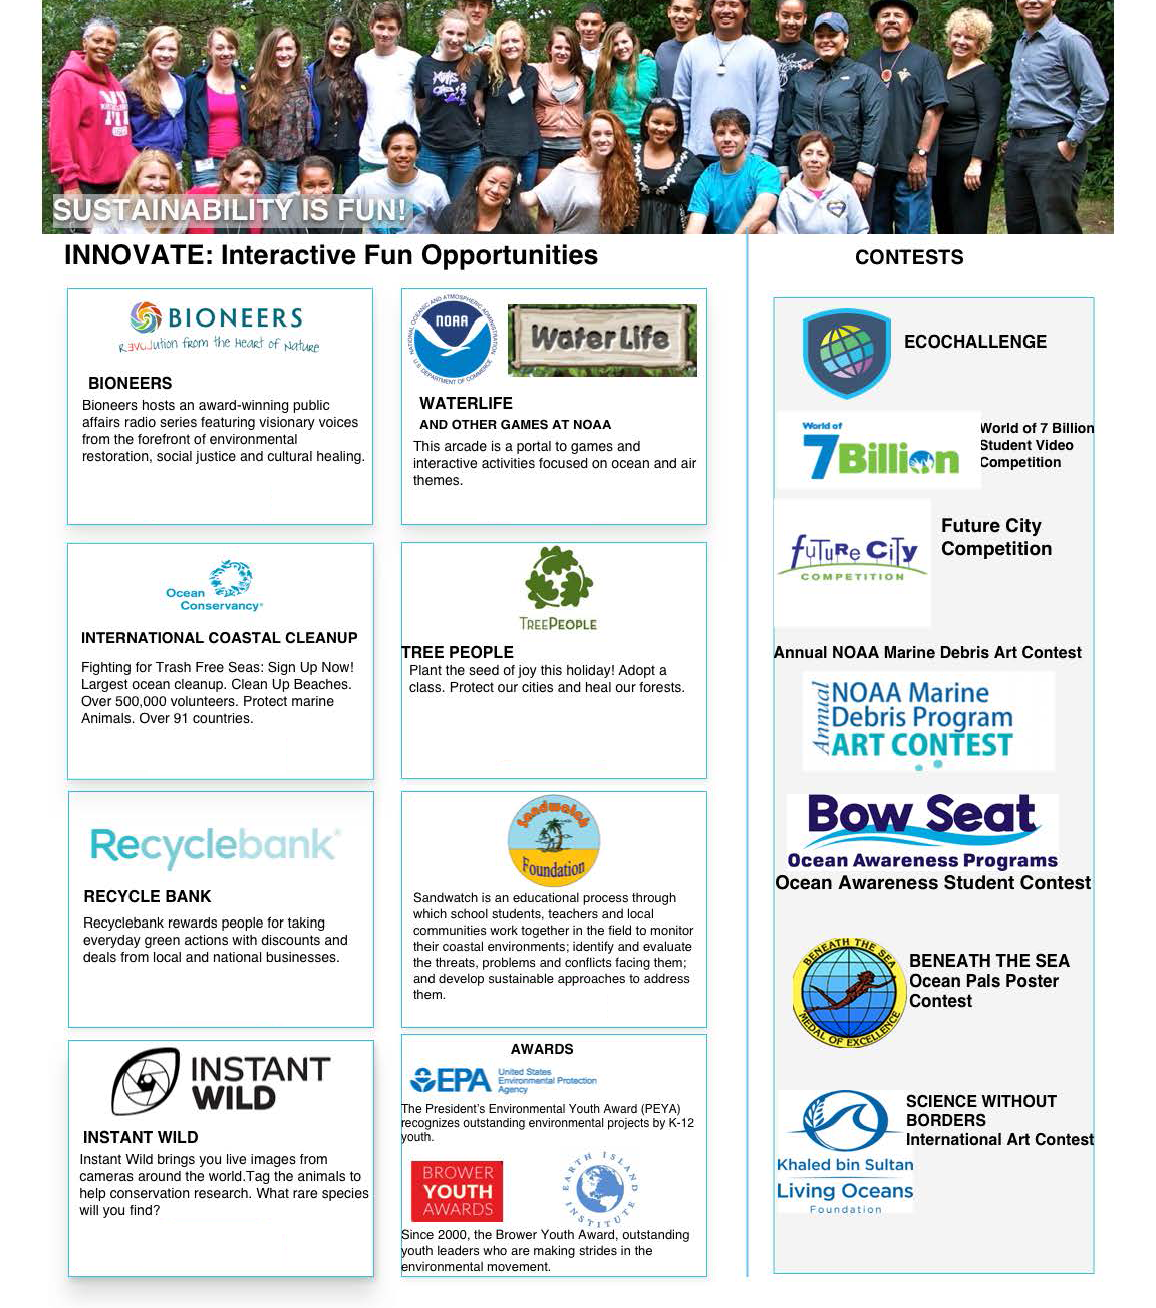 SUSTAINABILITY IS FUN!
INNOVATE: Interactive Fun Opportunities
BIONEERS
REVOLution from the Heart of Nature
BIONEERS
Bioneers hosts an award-winning public
affairs radio series featuring visionary voices
from the forefront of environmental
restoration, social justice and cultural healing.
NATIONAL OCEANIC AND ATMOSPHERIC ADMINISTRATION
NOAA
U.S. DEPARTMENT OF COMMERCE
WaterLife
WATERLIFE
AND OTHER GAMES AT NOAA
This arcade is a portal to games and
interactive activities focused on ocean and air
themes.
Ocean
Conservancy®
INTERNATIONAL COASTAL CLEANUP
Fighting for Trash Free Seas: Sign Up Now!
Largest ocean cleanup. Clean Up Beaches.
Over 500,000 volunteers. Protect marine
Animals. Over 91 countries.
TREEPEOPLE
TREE PEOPLE
Plant the seed of joy this holiday! Adopt a
class. Protect our cities and heal our forests.
Recyclebank®
RECYCLE BANK
Recyclebank rewards people for taking
everyday green actions with discounts and
deals from local and national businesses.
Sandwatch
Foundation
Sandwatch is an educational process through
which school students, teachers and local
communities work together in the field to monitor
their coastal environments; identify and evaluate
the threats, problems and conflicts facing them;
and develop sustainable approaches to address
them.
INSTANT
WILD
INSTANT WILD
Instant Wild brings you live images from
cameras around the world.Tag the animals to
help conservation research. What rare species
will you find?
AWARDS
EPA
United States
Environmental Protection
Agency
The President's Environmental Youth Award (PEYA)
recognizes outstanding environmental projects by K-12
youth.
BROWER
YOUTH
AWARDS
EARTH ISLAND
INSTITUTE
Since 2000, the Brower Youth Award, outstanding
youth leaders who are making strides in the
environmental movement.
CONTESTS
ECOCHALLENGE
World of
7Billion
World of 7 Billion
Student Video
Competition
FUTURE CITY
COMPETITION
Future City
Competition
Annual NOAA Marine Debris Art Contest
Annual
NOAA Marine
Debris Program
ART CONTEST
Bow Seat
Ocean Awareness Programs
Ocean Awareness Student Contest
BENEATH THE SEA
MEDAL OF EXCELLENCE
BENEATH THE SEA
Ocean Pals Poster
Contest
SCIENCE WITHOUT
BORDERS
International Art Contest
Khaled bin Sultan
Living Oceans
Foundation